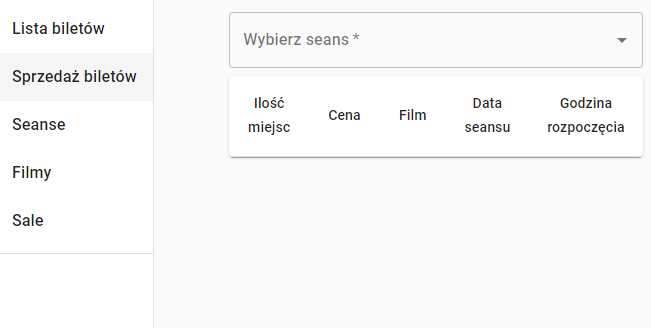 Lista biletów
Sprzedaż biletów
Seanse
Filmy
Sale
Wybierz seans *
Ilość miejsc
Cena
Film
Data seansu
Godzina rozpoczęcia